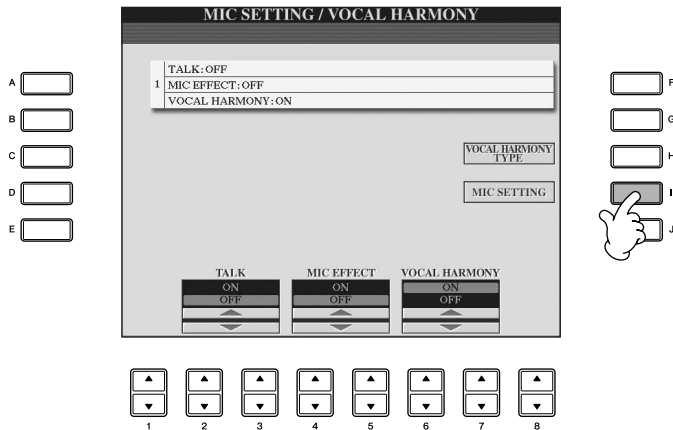 MIC SETTING / VOCAL HARMONY
TALK:OFF
1 MIC EFFECT:OFF
VOCAL HARMONY:ON
A
B
C
D
E
F
G
H
I
J
VOCAL HARMONY
TYPE
MIC SETTING
TALK MIC EFFECT VOCAL HARMONY
ON ON ON
OFF OFF OFF
1 2 3 4 5 6 7 8